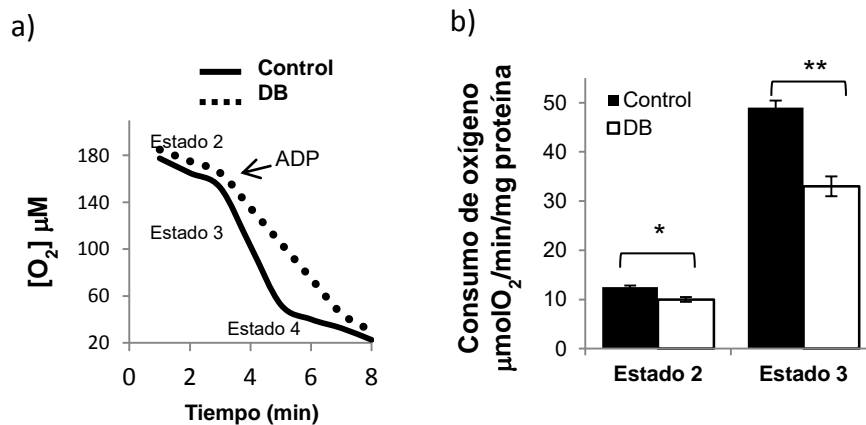 a)
Control
DB
Estado 2
ADP
Estado 3
Estado 4
[O2] µM
180
140
100
60
20
0
2
4
6
8
Tiempo (min)
b)
Consumo de oxígeno
µmolO2/min/mg proteína
Control
DB
*
**
50
40
30
20
10
0
Estado 2
Estado 3